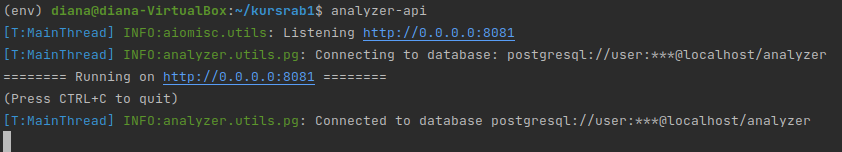 (env) diana@diana-VirtualBox:~/kursrab1$ analyzer-api
[T:MainThread] INFO:aiomisc.utils: Listening http://0.0.0.0:8081
[T:MainThread] INFO:analyzer.utils.pg: Connecting to database: postgresql://user:***@localhost/analyzer
======== Running on http://0.0.0.0:8081 ========
(Press CTRL+C to quit)
[T:MainThread] INFO:analyzer.utils.pg: Connected to database postgresql://user:***@localhost/analyzer